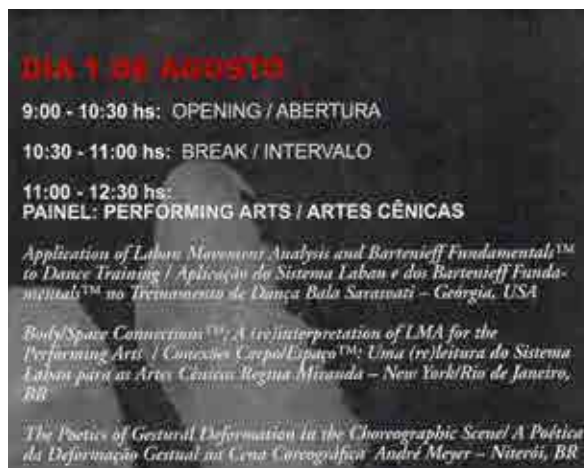 DIA 1 DE AGOSTO
9:00 - 10:30 hs: OPENING / ABERTURA
10:30 - 11:00 hs: BREAK / INTERVALO
11:00 - 12:30 hs:
PAINEL: PERFORMING ARTS / ARTES CÊNICAS
Application of Laban Movement Analysis and Bartenieff Fundamentals™
to Dance Training / Aplicação do Sistema Laban e dos Bartenieff Funda-
mentals™ no Treinamento de Dança Bala Sarasvati – Geórgia, USA
Body/Space Connections™: A (re)interpretation of LMA for the
Performing Arts / Conexões Corpo/Espaço™: Uma (re)leitura do Sistema
Laban para as Artes Cênicas Regina Miranda – New York/Rio de Janeiro,
BR
The Poetics of Gestural Deformation in the Choreographic Scene/ A Poética
da Deformação Gestual na Cena Coreográfica André Meyer – Niterói, BR